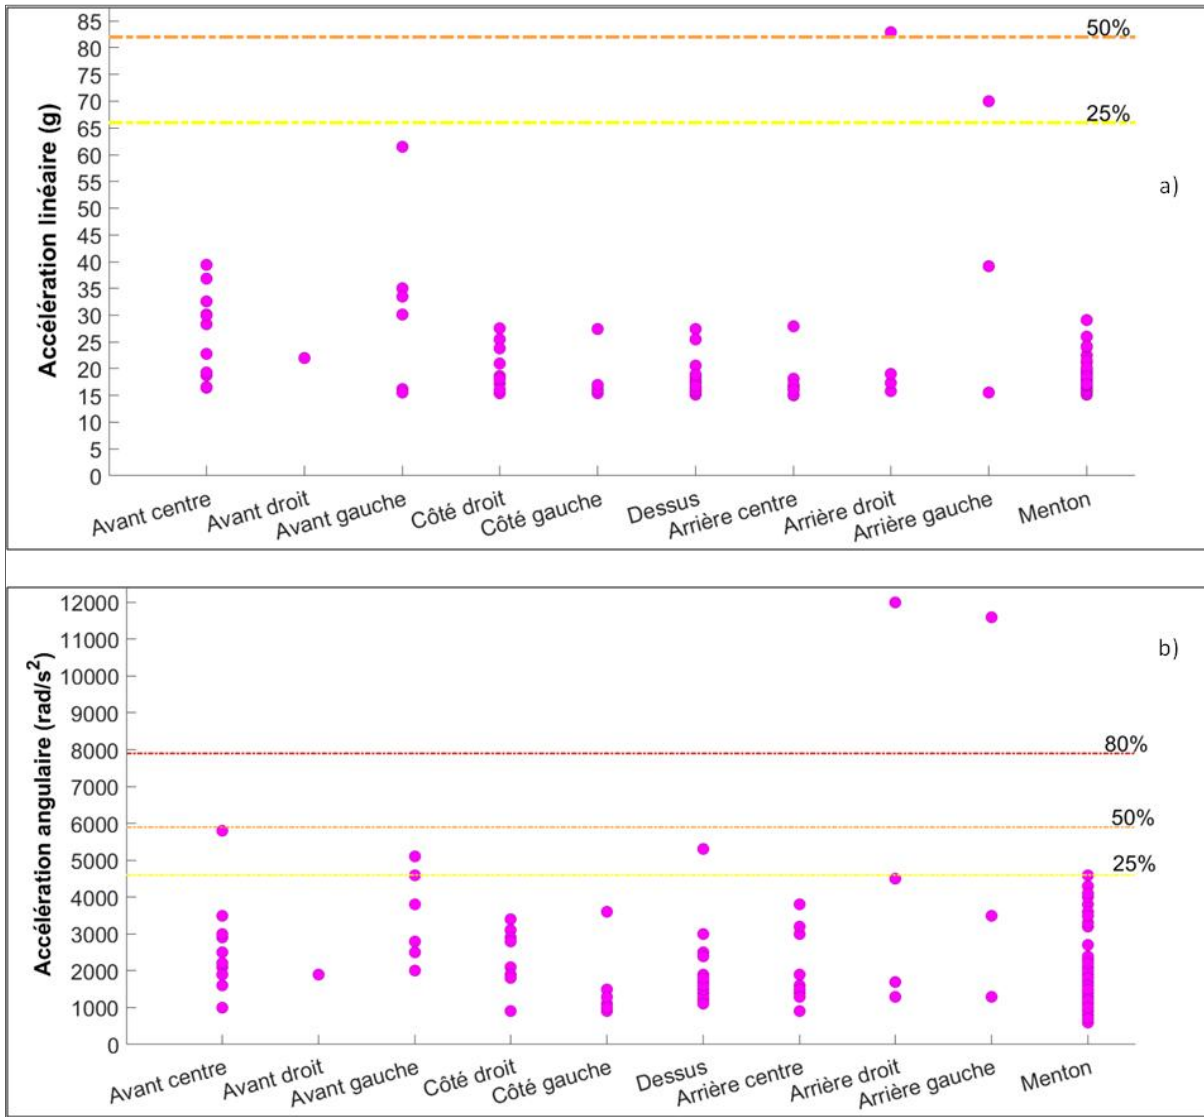 85
80
75
70
65
60
55
50
45
40
35
30
25
20
15
10
5
0
Accélération linéaire (g)
50%
25%
a)
Avant centre
Avant droit
Avant gauche
Côté droit
Côté gauche
Dessus
Arrière centre
Arrière droit
Arrière gauche
Menton
12000
11000
10000
9000
8000
7000
6000
5000
4000
3000
2000
1000
0
Accélération angulaire (rad/s²)
b)
80%
50%
25%
Avant centre
Avant droit
Avant gauche
Côté droit
Côté gauche
Dessus
Arrière centre
Arrière droit
Arrière gauche
Menton